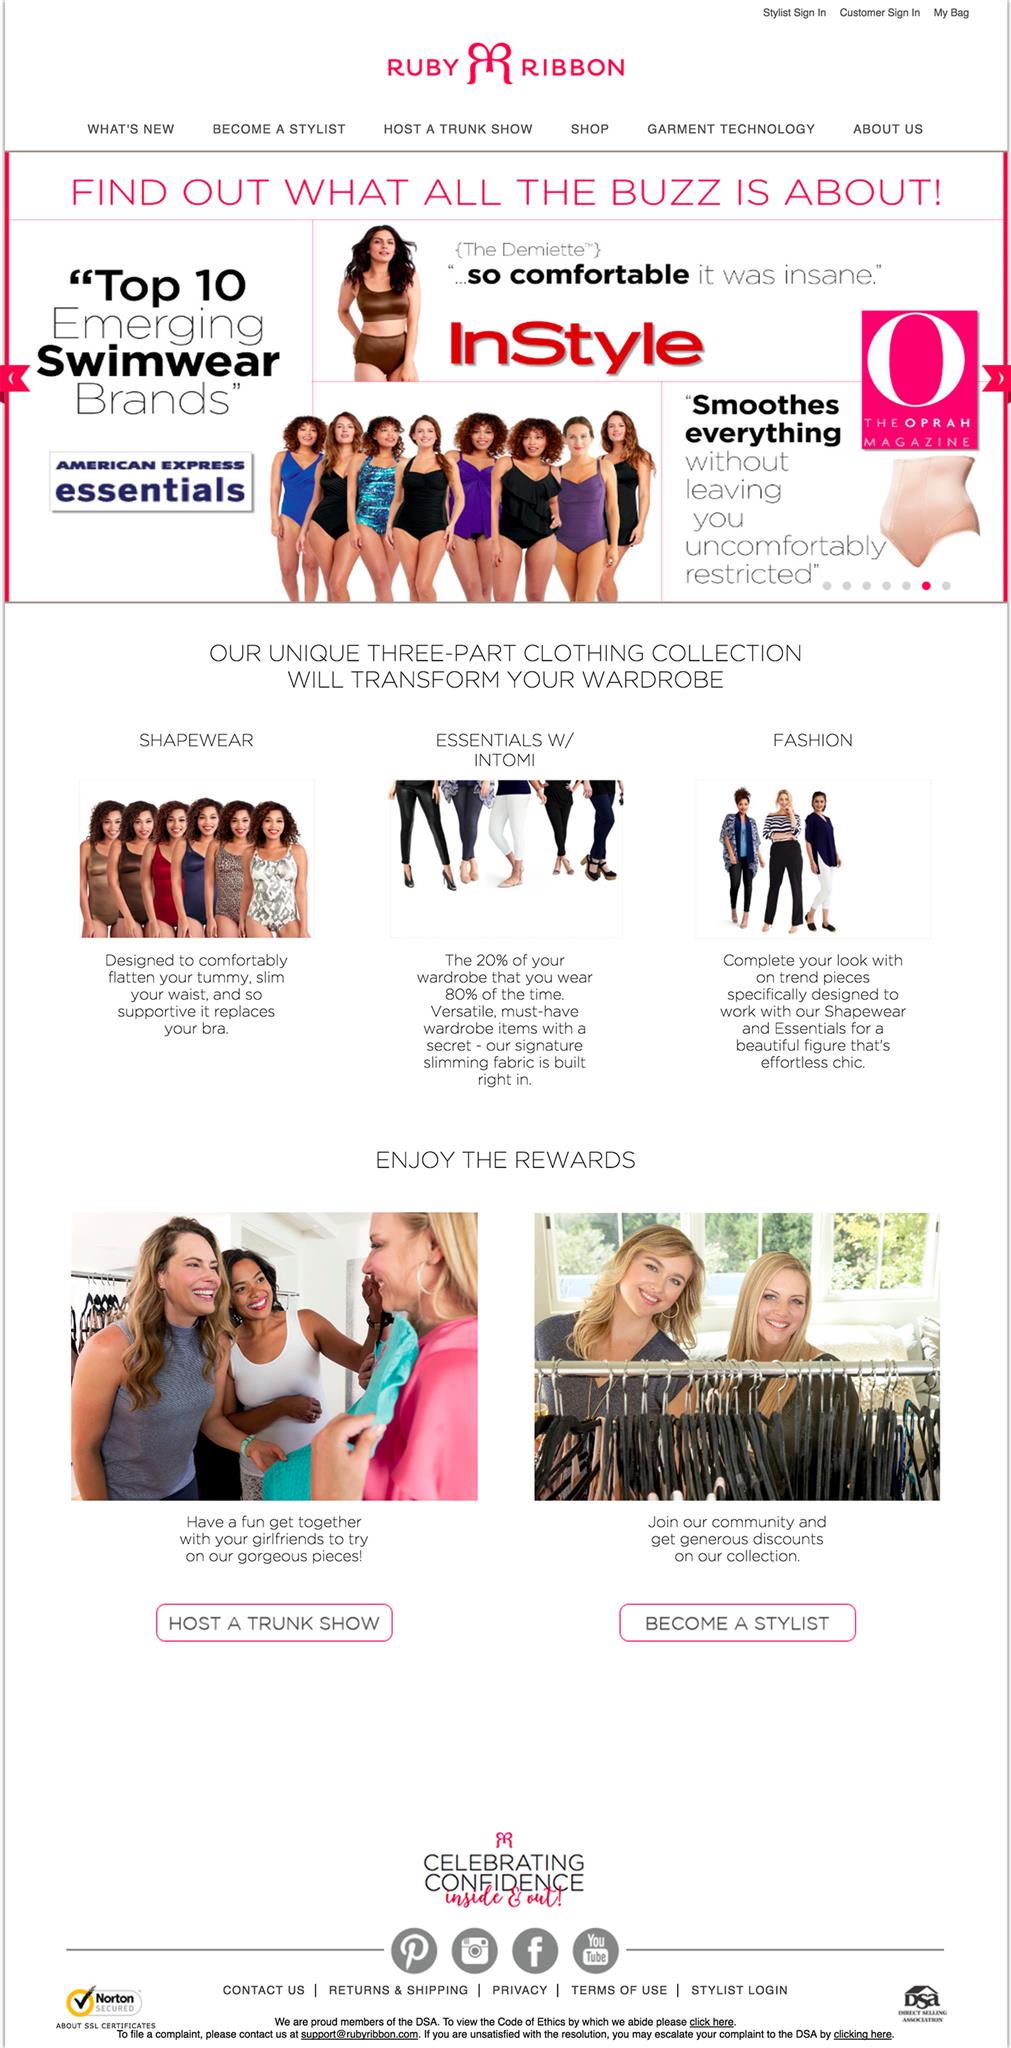 Stylist Sign In Customer Sign In My Bag
RUBY RIBBON
WHAT'S NEW BECOME A STYLIST HOST A TRUNK SHOW SHOP GARMENT TECHNOLOGY ABOUT US
FIND OUT WHAT ALL THE BUZZ IS ABOUT!
“Top 10
Emerging
Swimwear
Brands”
AMERICAN EXPRESS
essentials
{The Demiette™}
“...so comfortable it was insane.”
InStyle
“Smoothes
everything
without
leaving
you
uncomfortably
restricted”
O
THE OPRAH
MAGAZINE
OUR UNIQUE THREE-PART CLOTHING COLLECTION
WILL TRANSFORM YOUR WARDROBE
SHAPEWEAR
Designed to comfortably
flatten your tummy, slim
your waist, and so
supportive it replaces
your bra.
ESSENTIALS W/
INTOMI
The 20% of your
wardrobe that you wear
80% of the time.
Versatile, must-have
wardrobe items with a
secret - our signature
slimming fabric is built
right in.
FASHION
Complete your look with
on trend pieces
specifically designed to
work with our Shapewear
and Essentials for a
beautiful figure that's
effortless chic.
ENJOY THE REWARDS
Have a fun get together
with your girlfriends to try
on our gorgeous pieces!
HOST A TRUNK SHOW
Join our community and
get generous discounts
on our collection.
BECOME A STYLIST
CELEBRATING
CONFIDENCE
inside & out!
You
Tube
CONTACT US | RETURNS & SHIPPING | PRIVACY | TERMS OF USE | STYLIST LOGIN
Norton
SECURED
ABOUT SSL CERTIFICATES
DSA
DIRECT SELLING
ASSOCIATION
We are proud members of the DSA. To view the Code of Ethics by which we abide please click here.
To file a complaint, please contact us at support@rubyribbon.com. If you are unsatisfied with the resolution, you may escalate your complaint to the DSA by clicking here.